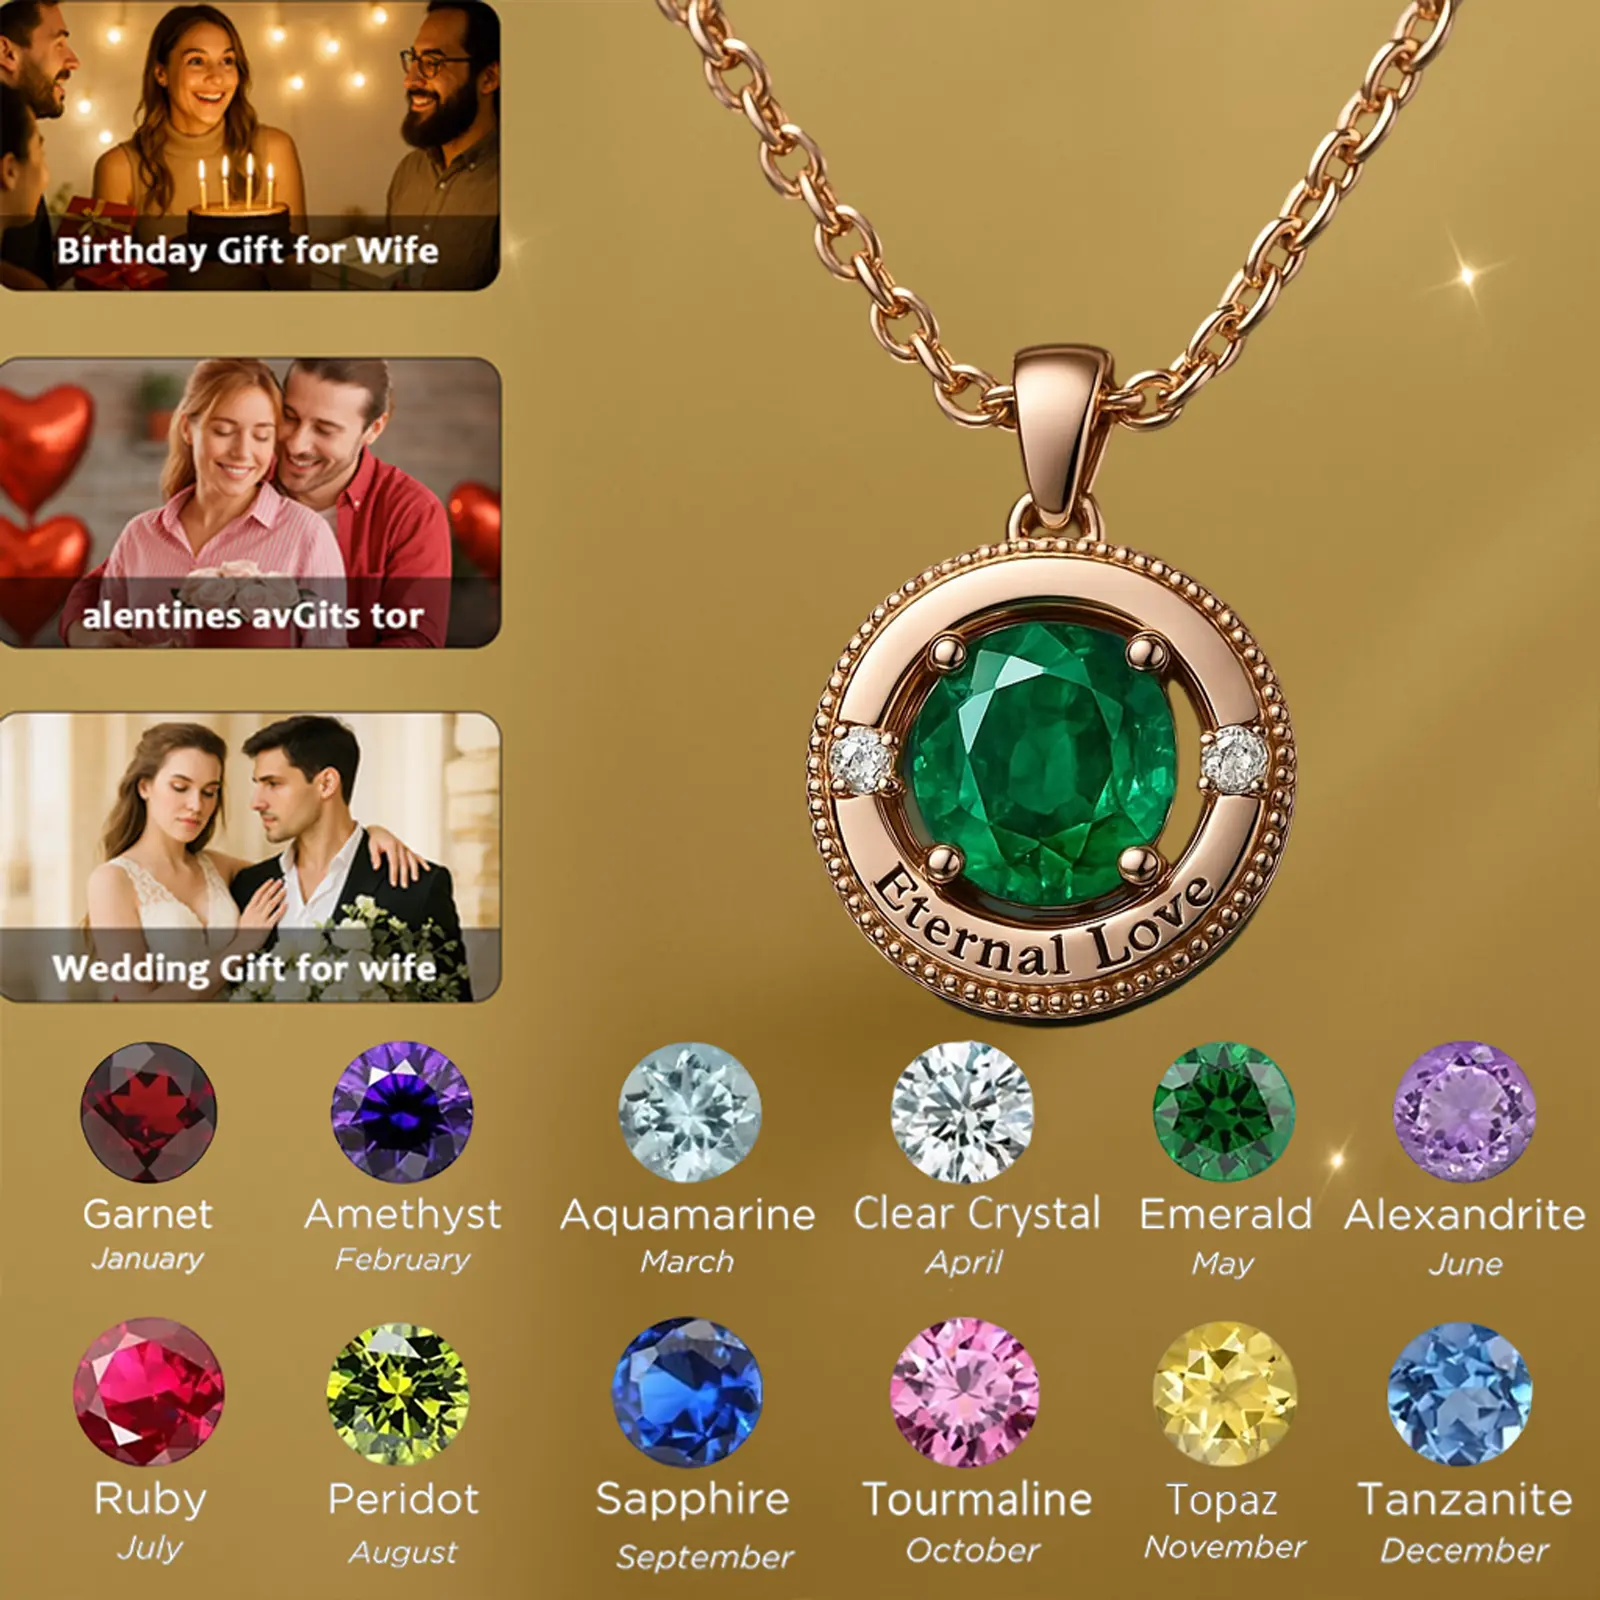 Birthday Gift for Wife
alentines avGits tor
Wedding Gift for wife
Eternal Love
Garnet
January
Amethyst
February
Aquamarine
March
Clear Crystal
April
Emerald
May
Alexandrite
June
Ruby
July
Peridot
August
Sapphire
September
Tourmaline
October
Topaz
November
Tanzanite
December